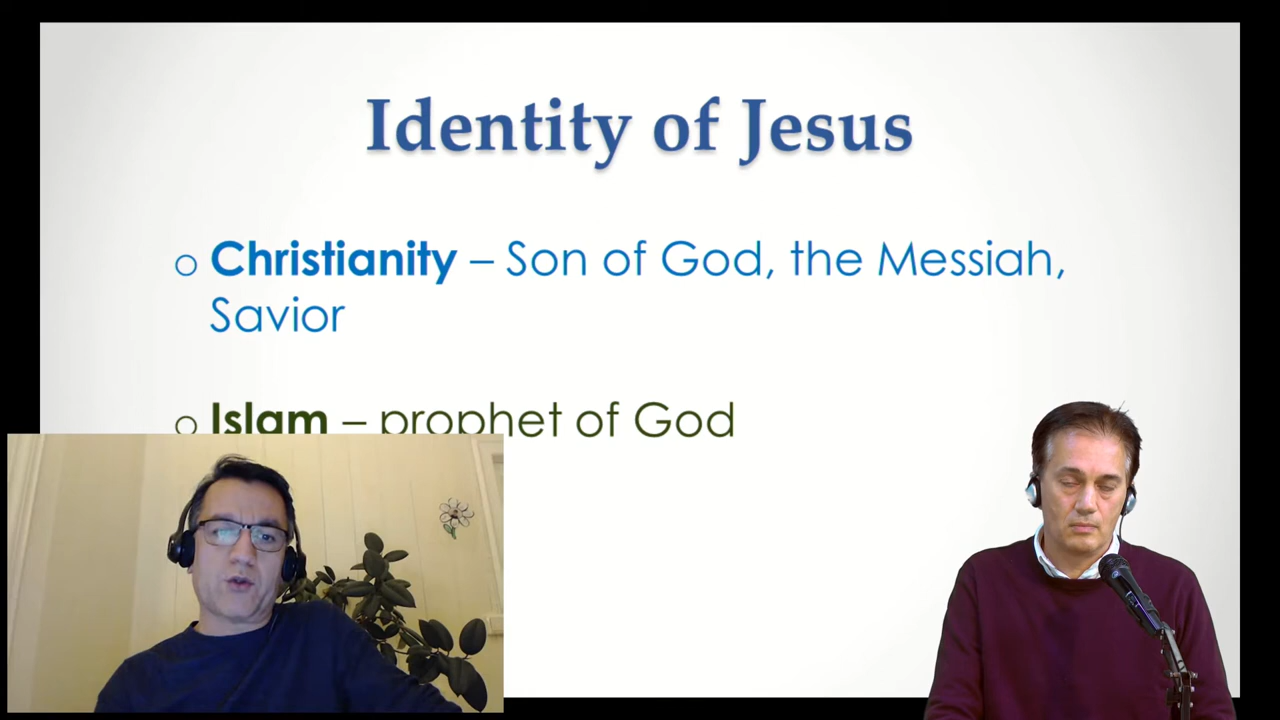 Identity of Jesus
o Christianity – Son of God, the Messiah,
Savior
o Islam – prophet of God